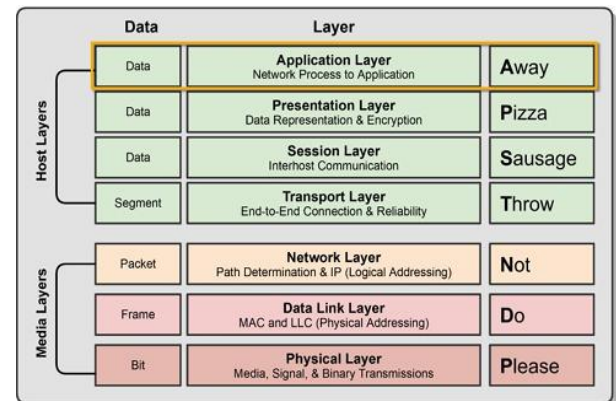 Data Layer
Host Layers
Data
Application Layer
Network Process to Application
Away
Data
Presentation Layer
Data Representation & Encryption
Pizza
Data
Session Layer
Interhost Communication
Sausage
Segment
Transport Layer
End-to-End Connection & Reliability
Throw
Media Layers
Packet
Network Layer
Path Determination & IP (Logical Addressing)
Not
Frame
Data Link Layer
MAC and LLC (Physical Addressing)
Do
Bit
Physical Layer
Media, Signal, & Binary Transmissions
Please